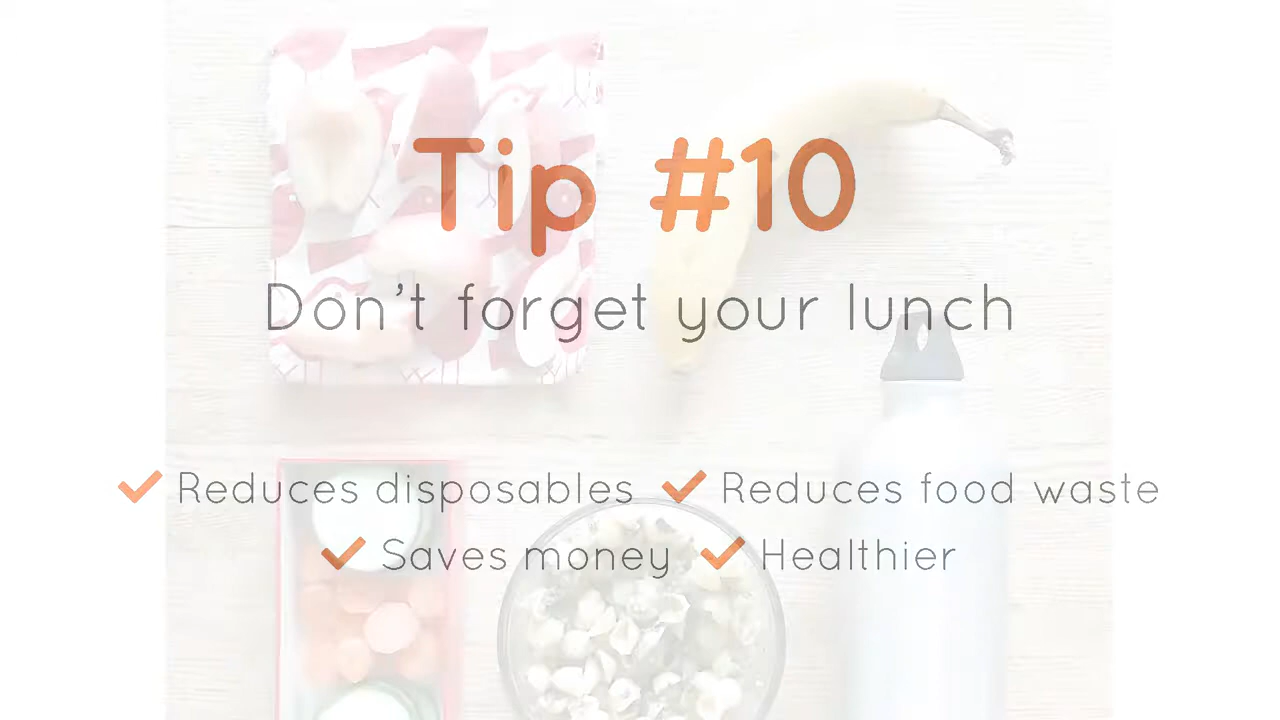 Tip #10
Don't forget your lunch
✔ Reduces disposables ✔ Reduces food waste
✔ Saves money ✔ Healthier